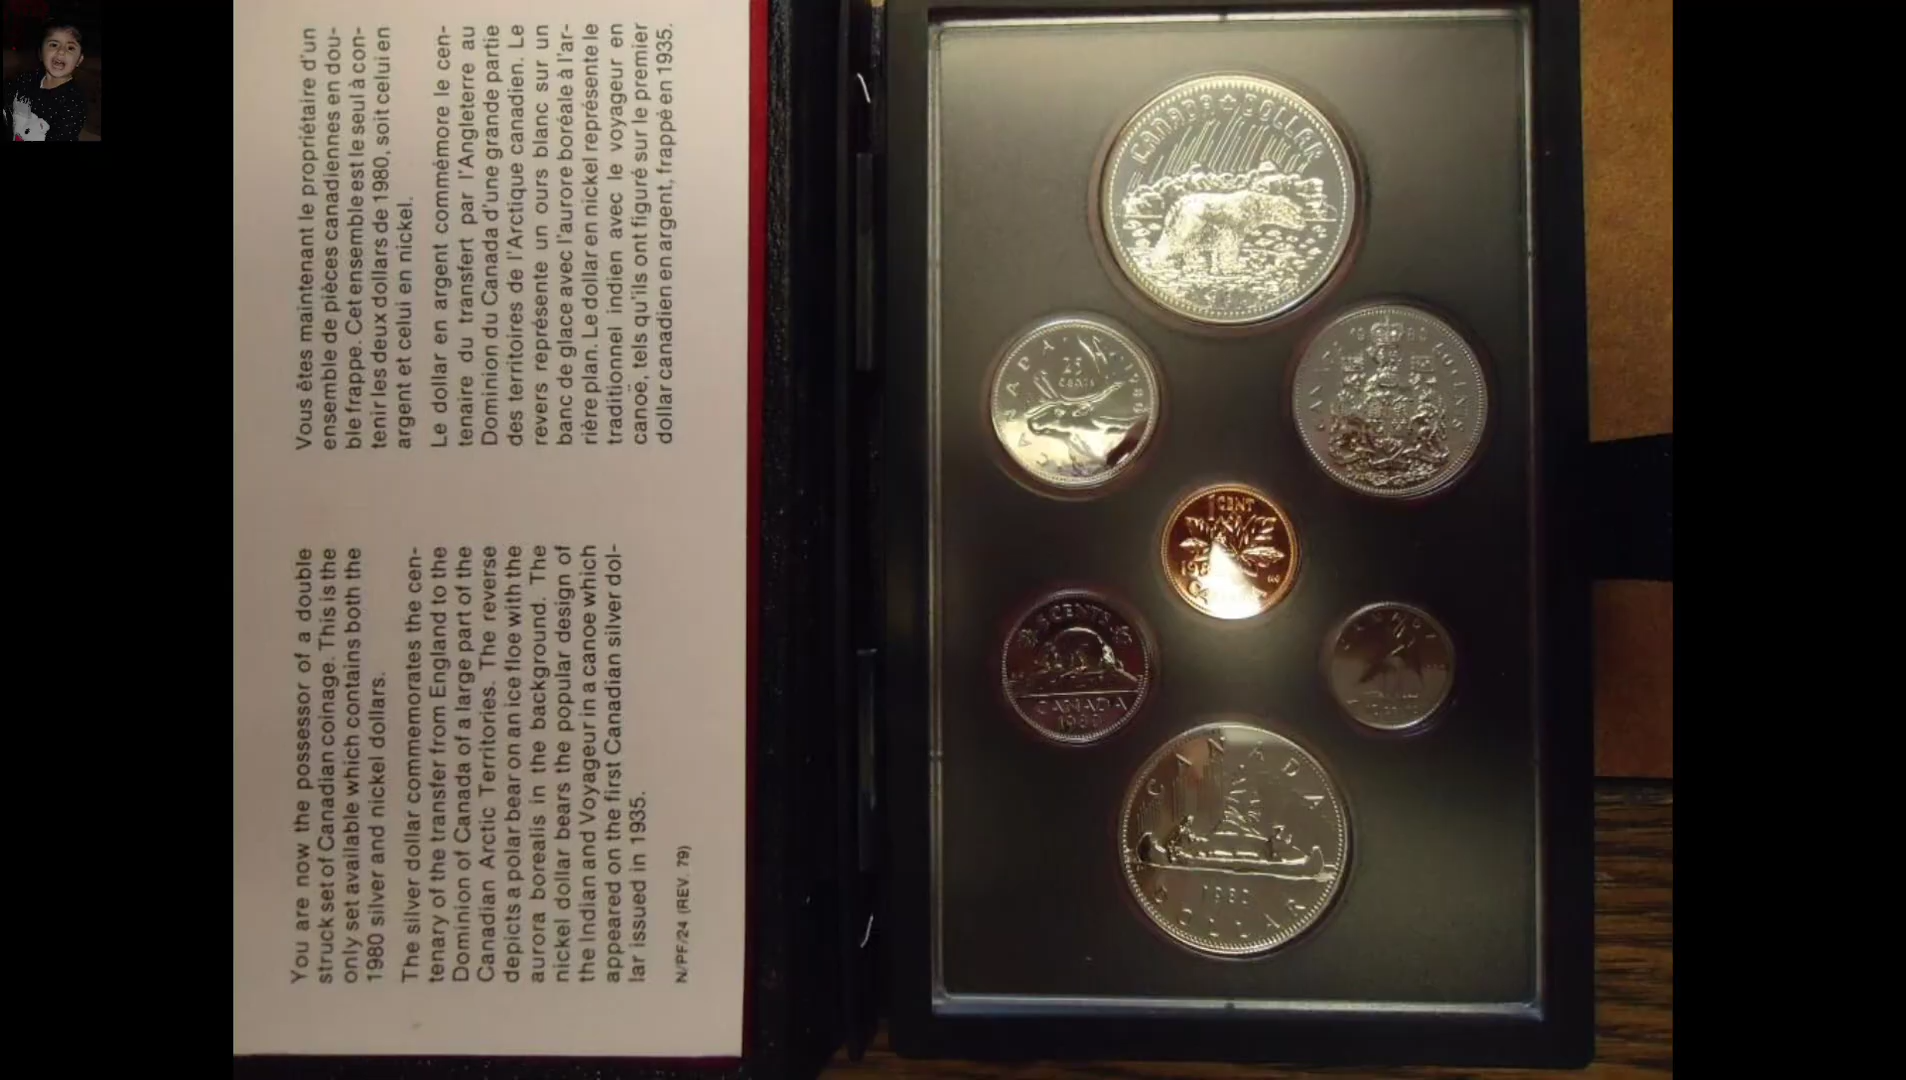 Vous êtes maintenant le propriétaire d'un
ensemble de pièces canadiennes en dou-
ble frappe. Cet ensemble est le seul à con-
tenir les deux dollars de 1980, soit celui en
argent et celui en nickel.
Le dollar en argent commémore le cen-
tenaire du transfert par l'Angleterre au
Dominion du Canada d'une grande partie
des territoires de l'Arctique canadien. Le
revers représente un ours blanc sur un
banc de glace avec l'aurore boréale à l'ar-
rière plan. Le dollar en nickel représente le
traditionnel indien avec le voyageur en
canoë, tels qu'ils ont figuré sur le premier
dollar canadien en argent, frappé en 1935.
You are now the possessor of a double
struck set of Canadian coinage. This is the
only set available which contains both the
1980 silver and nickel dollars.
The silver dollar commemorates the cen-
tenary of the transfer from England to the
Dominion of Canada of a large part of the
Canadian Arctic Territories. The reverse
depicts a polar bear on an ice floe with the
aurora borealis in the background. The
nickel dollar bears the popular design of
the Indian and Voyageur in a canoe which
appeared on the first Canadian silver dol-
lar issued in 1935.
N/PF/24 (REV. 79)
CANADA DOLLAR
CANADA
25
cents
1980
1 CENT
5 CENTS
CANADA
1980
CANADA
CANADA
1980
DOLLAR